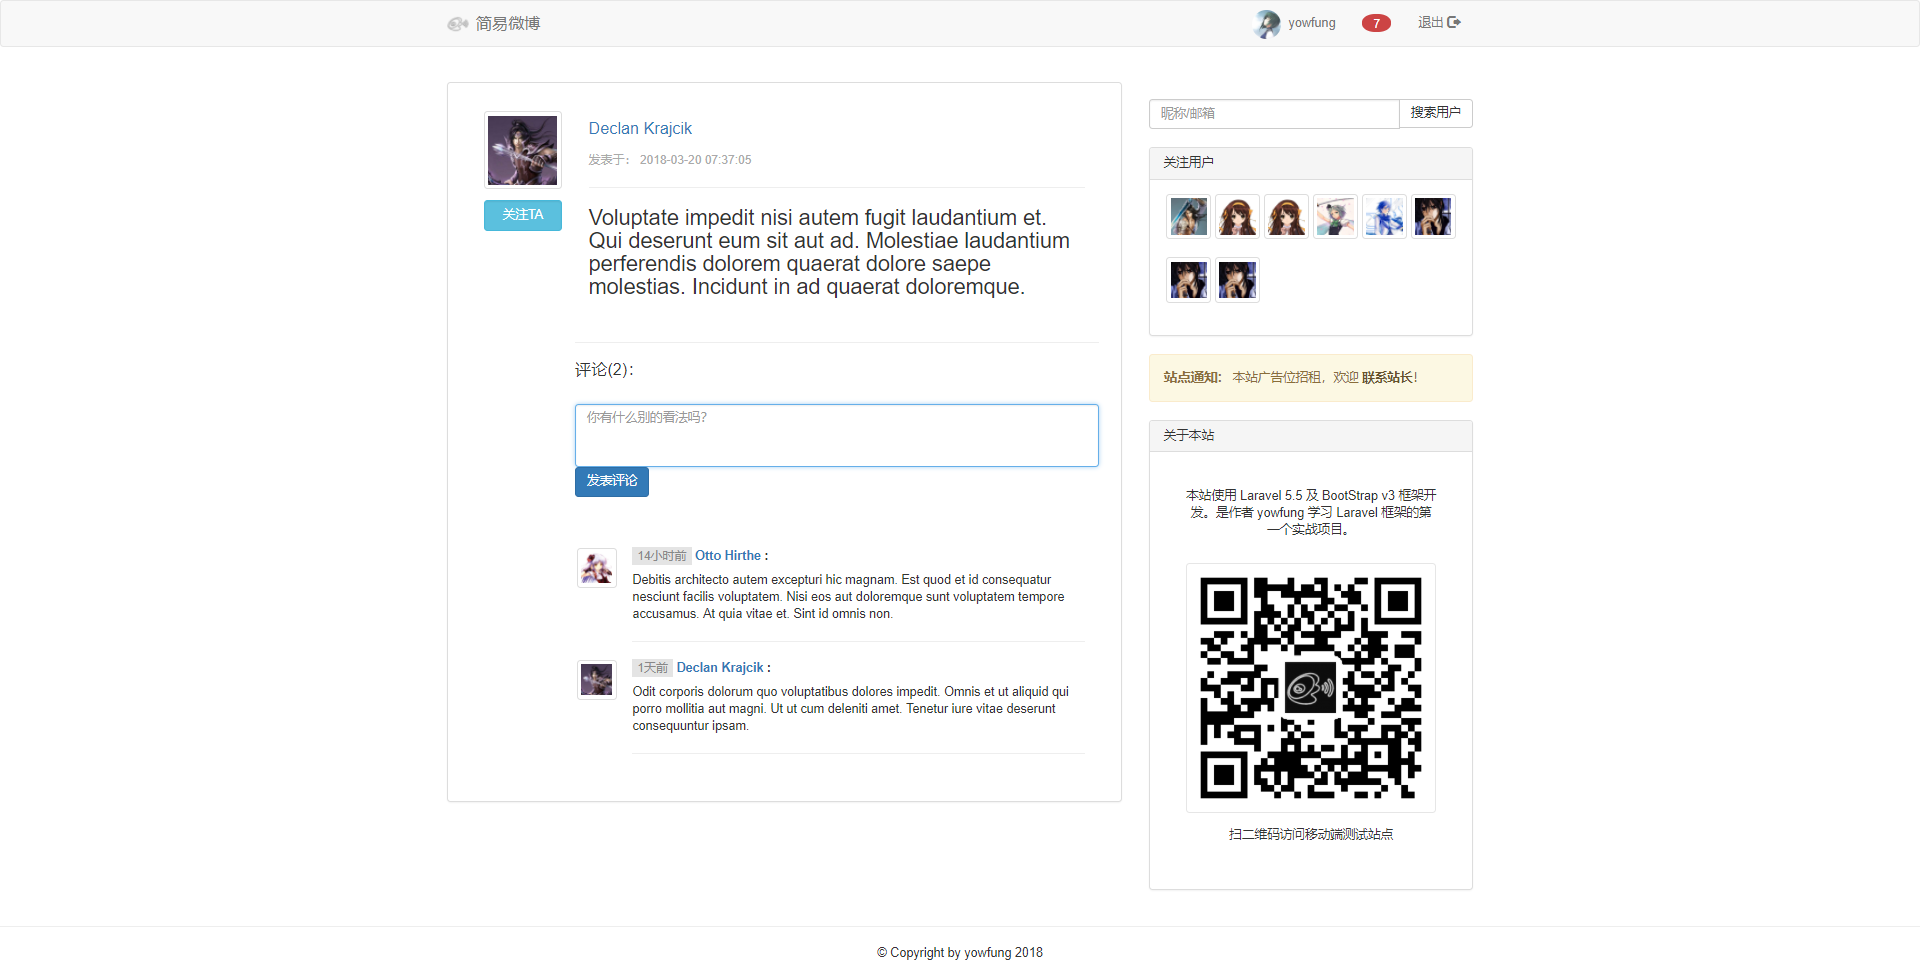 简易微博
yowfung
7
退出
Declan Krajcik
发表于： 2018-03-20 07:37:05
关注TA
Voluptate impedit nisi autem fugit laudantium et.
Qui deserunt eum sit aut ad. Molestiae laudantium
perferendis dolorem quaerat dolore saepe
molestias. Incidunt in ad quaerat doloremque.
评论(2)：
你有什么别的看法吗?
发表评论
14小时前 Otto Hirthe :
Debitis architecto autem excepturi hic magnam. Est quod et id consequatur
nesciunt facilis voluptatem. Nisi eos aut doloremque sunt voluptatem tempore
accusamus. At quia vitae et. Sint id omnis non.
1天前 Declan Krajcik :
Odit corporis dolorum quo voluptatibus dolores impedit. Omnis et ut aliquid qui
porro mollitia aut magni. Ut ut cum deleniti amet. Tenetur iure vitae deserunt
consequuntur ipsam.
昵称/邮箱
搜索用户
关注用户
站点通知： 本站广告位招租，欢迎 联系站长！
关于本站
本站使用 Laravel 5.5 及 BootStrap v3 框架开
发。是作者 yowfung 学习 Laravel 框架的第
一个实战项目。
扫二维码访问移动端测试站点
© Copyright by yowfung 2018